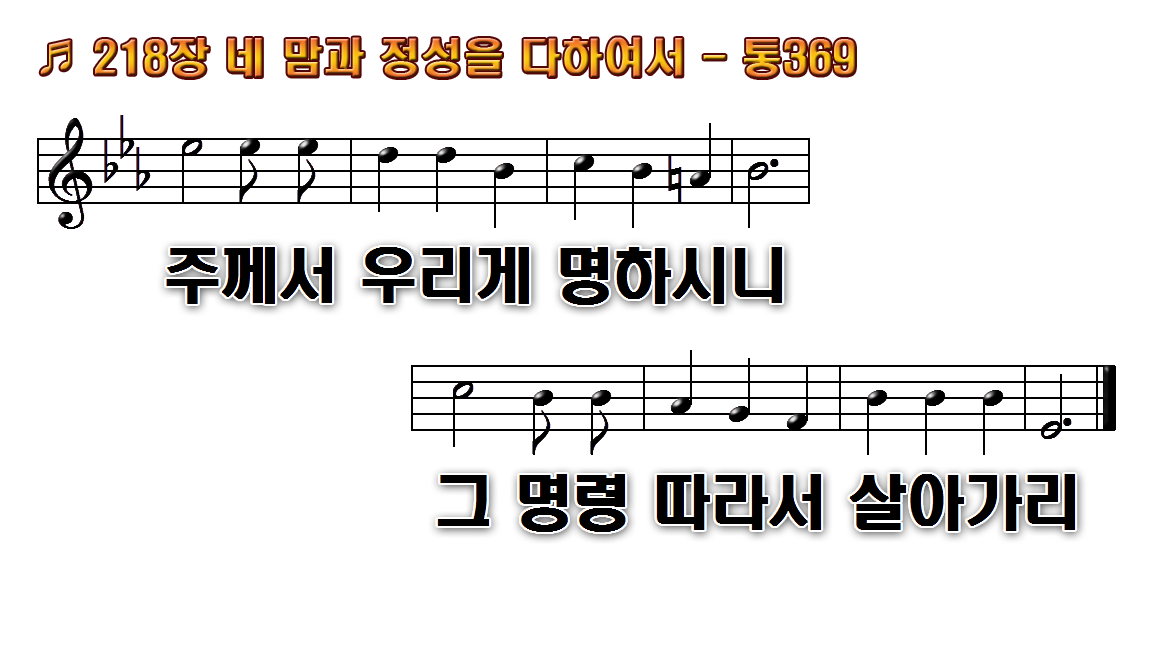 ♬ 218장 네 맘과 정성을 다하여서 - 통369
주께서 우리게 명하시니
그 명령 따라서 살아가리